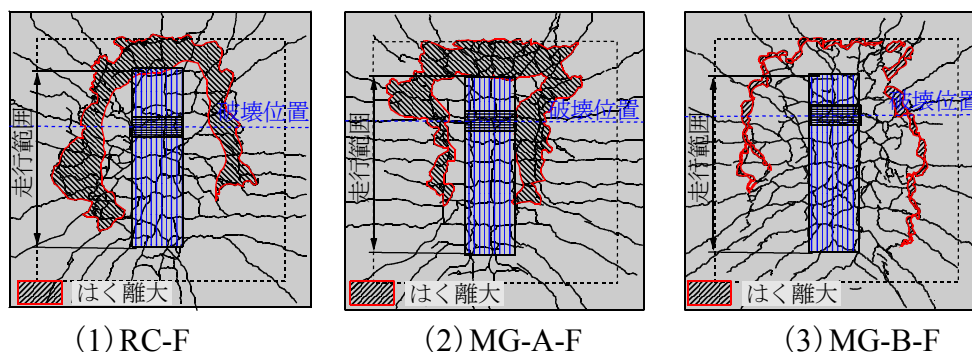 破壊位置
走行範囲
はく離大
(1) RC-F
破壊位置
走行範囲
はく離大
(2) MG-A-F
破壊位置
走行範囲
はく離大
(3) MG-B-F